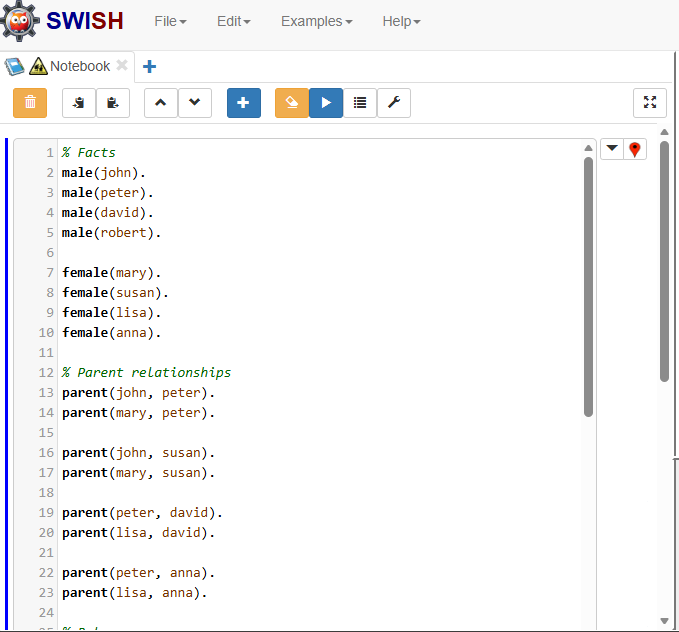 SWISH File Edit Examples Help
Notebook
1 % Facts
2 male(john).
3 male(peter).
4 male(david).
5 male(robert).
6
7 female(mary).
8 female(susan).
9 female(lisa).
10 female(anna).
11
12 % Parent relationships
13 parent(john, peter).
14 parent(mary, peter).
15
16 parent(john, susan).
17 parent(mary, susan).
18
19 parent(peter, david).
20 parent(lisa, david).
21
22 parent(peter, anna).
23 parent(lisa, anna).
24